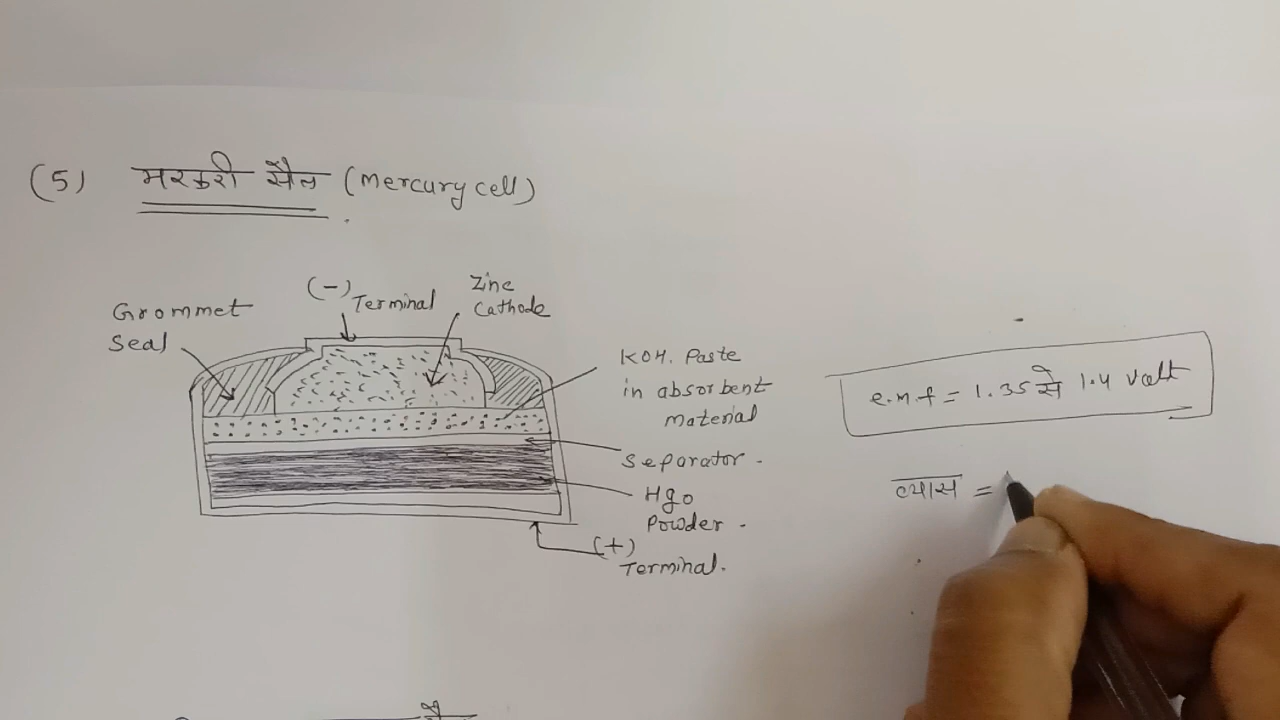 (5) मरकरी सैल (Mercury cell)
(-) Terminal
Zinc Cathode
Grommet
Seal
KOH. Paste
in absorbent
material
Separator.
HgO
Powder.
(+)
Terminal.
e.m.f = 1.35 से 1.4 volt
व्यास =